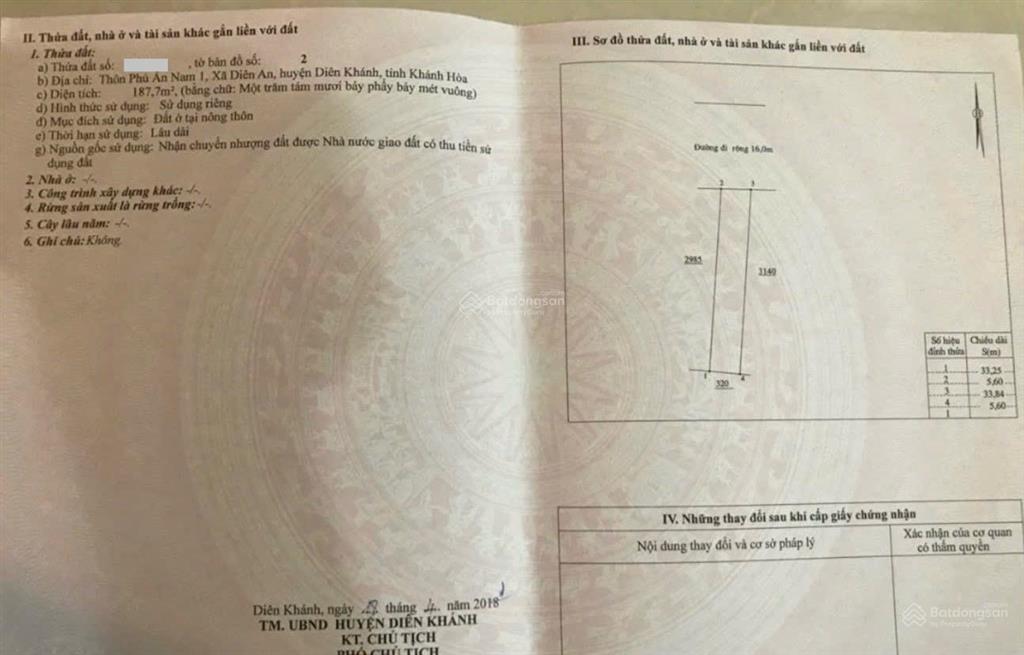 II. Thửa đất, nhà ở và tài sản khác gắn liền với đất
1. Thửa đất:
a) Thửa đất số: , tờ bản đồ số: 2
b) Địa chỉ: Thôn Phú Ân Nam 1, Xã Diên An, huyện Diên Khánh, tỉnh Khánh Hòa
c) Diện tích: 187,7m², (bằng chữ: Một trăm tám mươi bảy phẩy bảy mét vuông)
d) Hình thức sử dụng: Sử dụng riêng
đ) Mục đích sử dụng: Đất ở tại nông thôn
e) Thời hạn sử dụng: Lâu dài
g) Nguồn gốc sử dụng: Nhận chuyển nhượng đất được Nhà nước giao đất có thu tiền sử
dụng đất
2. Nhà ở: -/-.
3. Công trình xây dựng khác: -/-.
4. Rừng sản xuất là rừng trồng: -/-.
5. Cây lâu năm: -/-.
6. Ghi chú: Không.
Diên Khánh, ngày tháng 4 năm 2018
TM. UBND HUYỆN DIÊN KHÁNH
KT. CHỦ TỊCH
PHÓ CHỦ TỊCH
III. Sơ đồ thửa đất, nhà ở và tài sản khác gắn liền với đất
Đường đi rộng 16,0m
2 3
2985
3140
1 4
320
Số hiệu đỉnh thửa Chiều dài S(m)
1
33,25
2
5,60
3
33,84
4
5,60
1
IV. Những thay đổi sau khi cấp giấy chứng nhận
Nội dung thay đổi và cơ sở pháp lý
Xác nhận của cơ quan
có thẩm quyền
Batdongsan
Batdongsan
by PropertyGuru